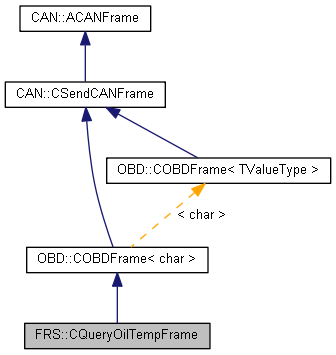 CAN::ACANFrame
CAN::CSendCANFrame
OBD::COBDFrame< TValueType >
< char >
OBD::COBDFrame< char >
FRS::CQueryOilTempFrame